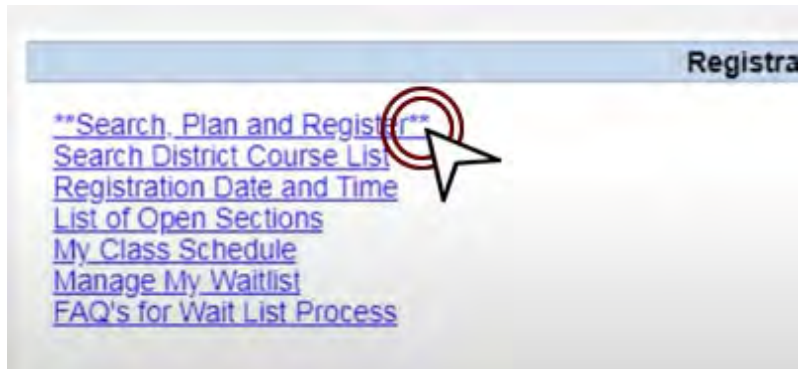 Registra
**Search, Plan and Register**
Search District Course List
Registration Date and Time
List of Open Sections
My Class Schedule
Manage My Waitlist
FAQ's for Wait List Process